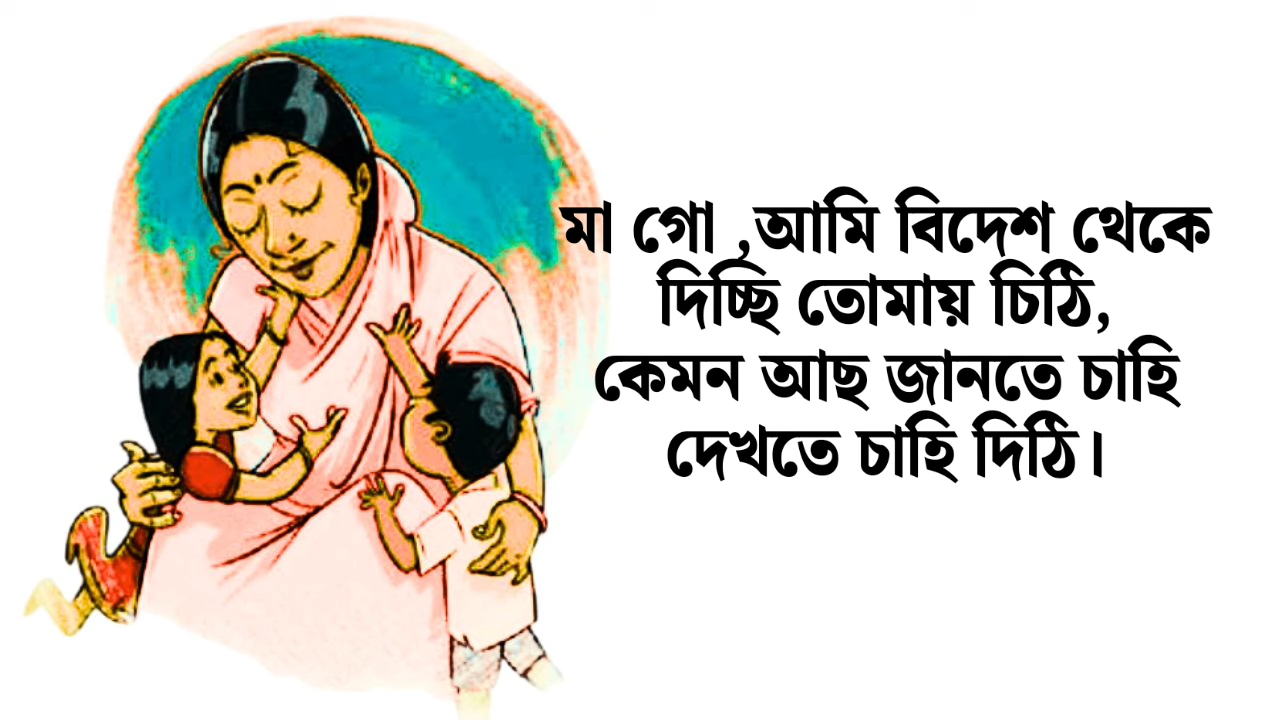 মা গো ,আমি বিদেশ থেকে
দিচ্ছি তোমায় চিঠি,
কেমন আছ জানতে চাহি
দেখতে চাহি দিঠি।